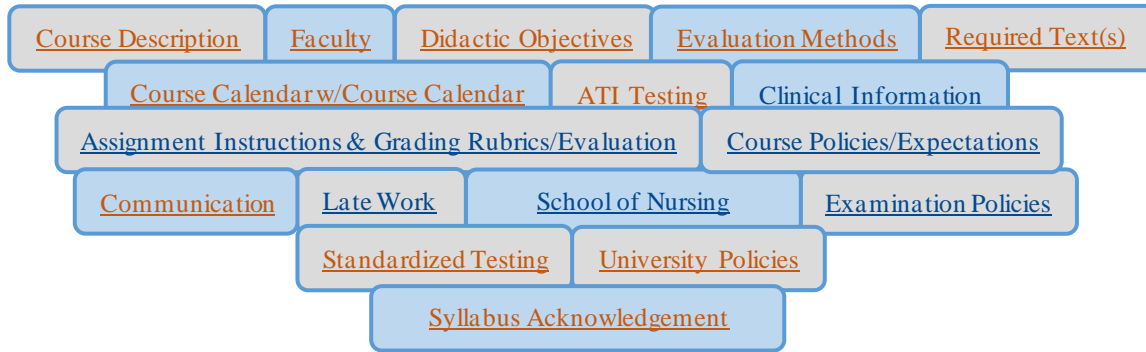 Course Description Faculty Didactic Objectives Evaluation Methods Required Text(s)
Course Calendar w/Course Calendar ATI Testing Clinical Information
Assignment Instructions & Grading Rubrics/Evaluation Course Policies/Expectations
Communication Late Work School of Nursing Examination Policies
Standardized Testing University Policies
Syllabus Acknowledgement